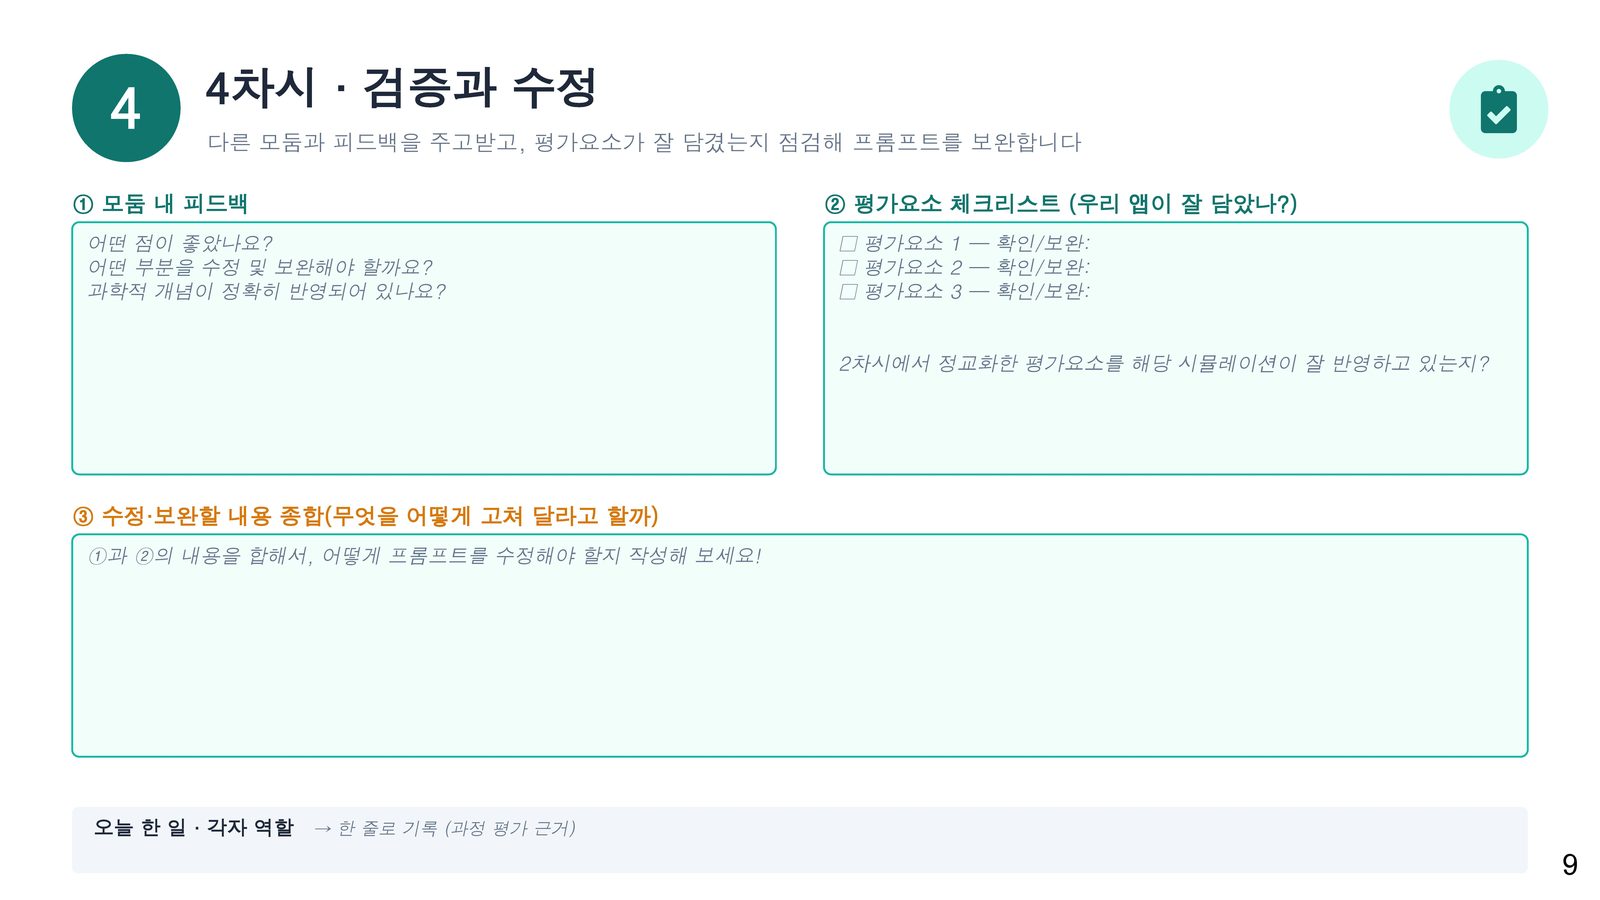 4
4차시 · 검증과 수정
다른 모둠과 피드백을 주고받고, 평가요소가 잘 담겼는지 점검해 프롬프트를 보완합니다
① 모둠 내 피드백
어떤 점이 좋았나요?
어떤 부분을 수정 및 보완해야 할까요?
과학적 개념이 정확히 반영되어 있나요?
② 평가요소 체크리스트 (우리 앱이 잘 담았나?)
□ 평가요소 1 — 확인/보완:
□ 평가요소 2 — 확인/보완:
□ 평가요소 3 — 확인/보완:
2차시에서 정교화한 평가요소를 해당 시뮬레이션이 잘 반영하고 있는지?
③ 수정·보완할 내용 종합(무엇을 어떻게 고쳐 달라고 할까)
①과 ②의 내용을 합해서, 어떻게 프롬프트를 수정해야 할지 작성해 보세요!
오늘 한 일 · 각자 역할 → 한 줄로 기록 (과정 평가 근거)
9